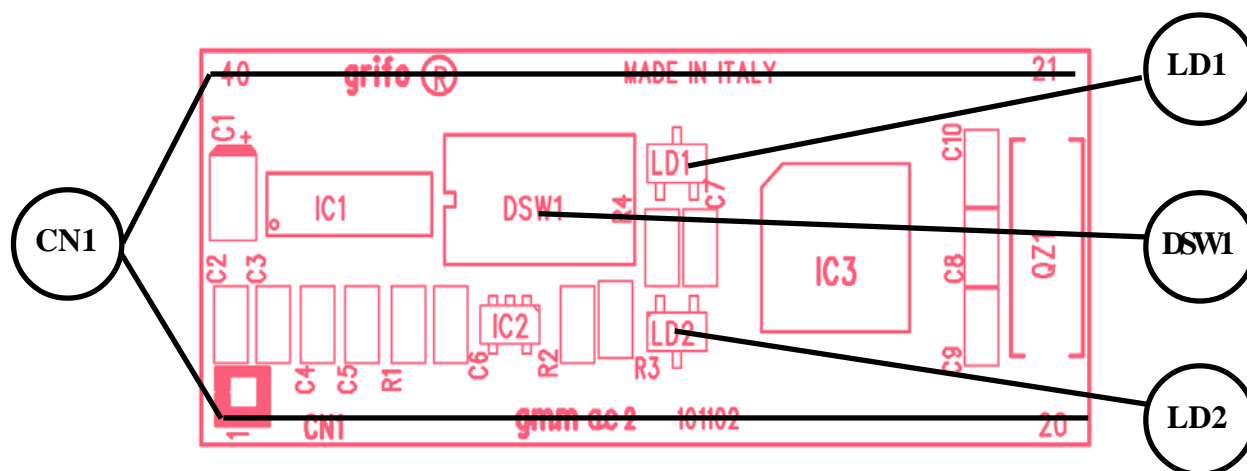 40 grifo ® MADE IN ITALY 21
LD1
C1 +
C10
LD1
C7
IC1
DSW1
R4
CN1
DSW1
C2 C3
IC3
C8
QZ1
IC2
LD2
C4 C5 R1 C6 R2 R3 C9
1 CN1 gmm ac 2 101102 20
LD2